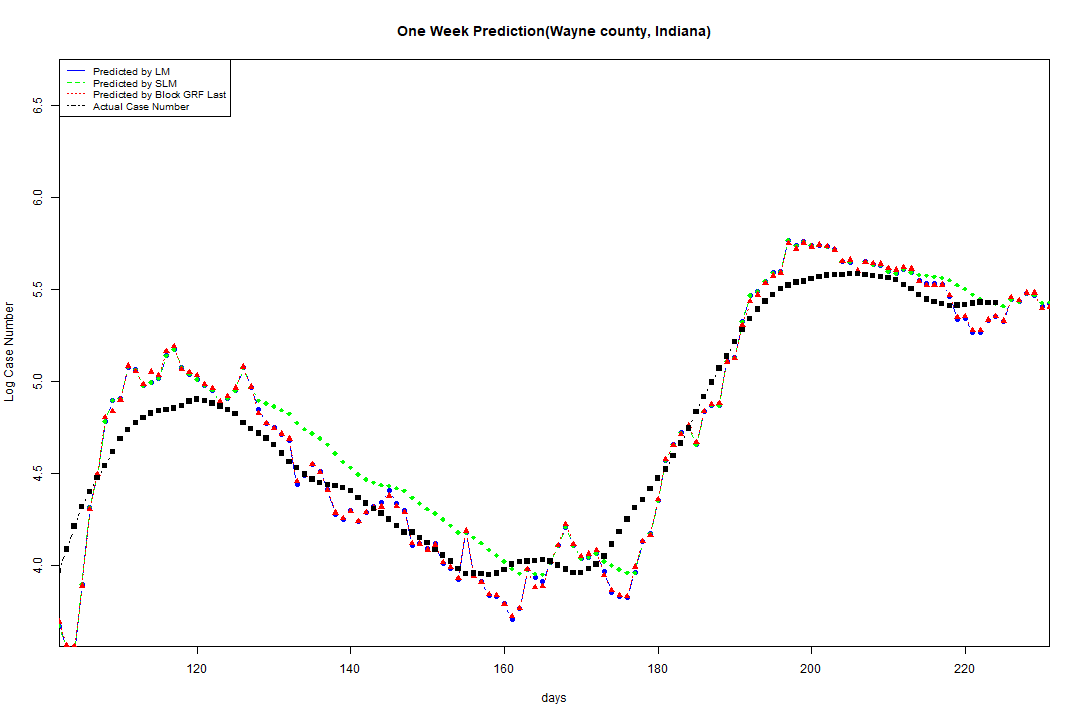 One Week Prediction(Wayne county, Indiana)
Predicted by LM
Predicted by SLM
Predicted by Block GRF Last
Actual Case Number
6.5
6.0
5.5
5.0
4.5
4.0
Log Case Number
120 140 160 180 200 220
days